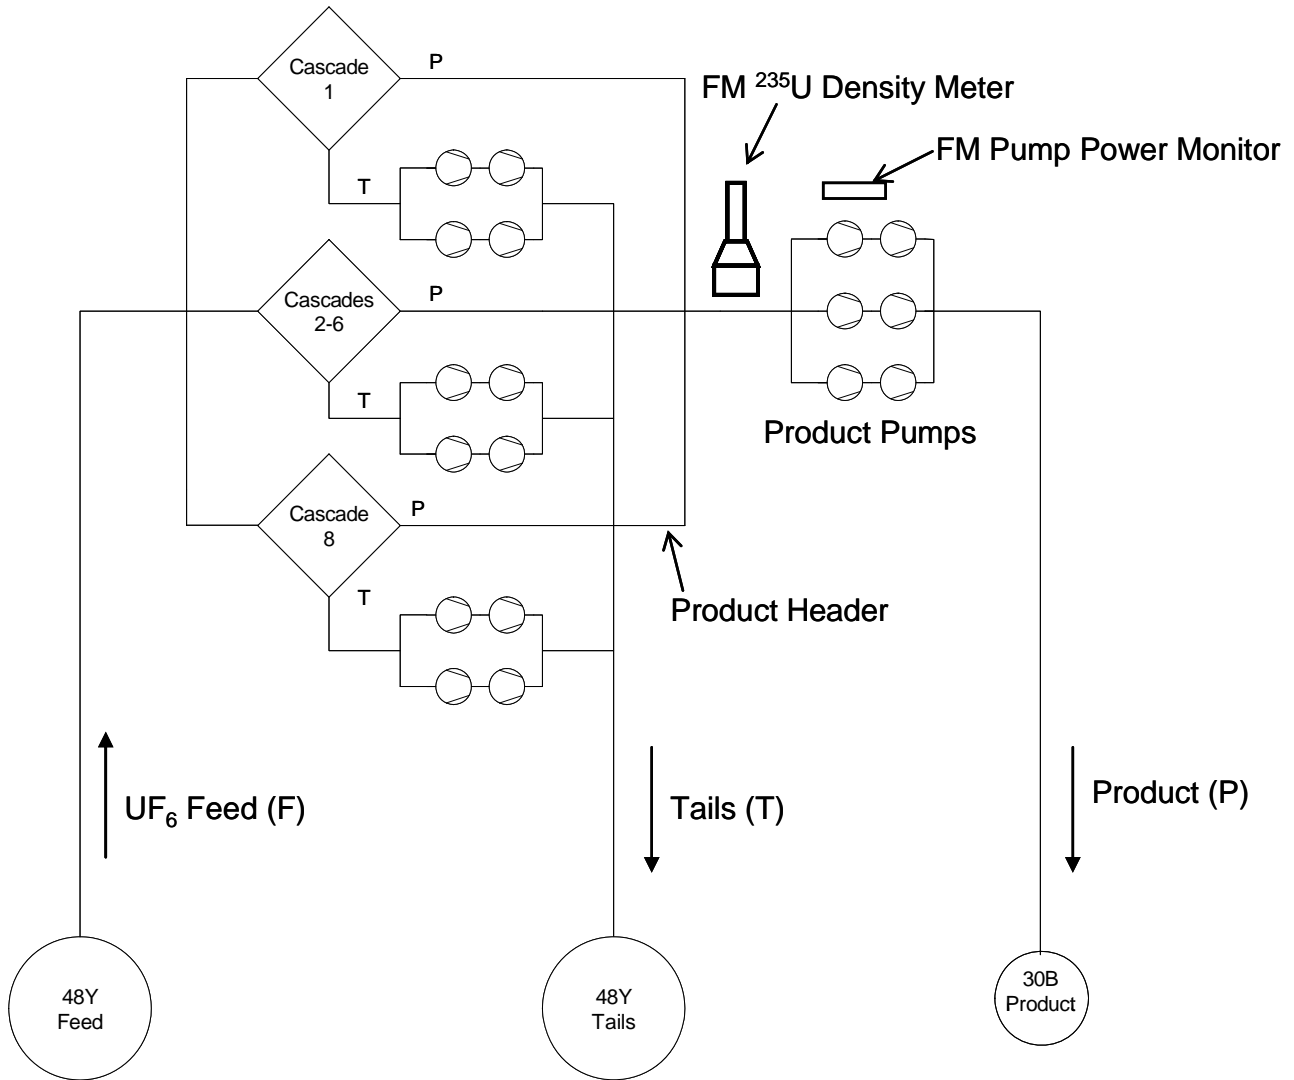 Cascade
1
P
T
FM ²³⁵U Density Meter
FM Pump Power Monitor
Cascades
2-6
P
T
Product Pumps
Cascade
8
P
T
Product Header
UF₆ Feed (F)
Tails (T)
Product (P)
48Y
Feed
48Y
Tails
30B
Product